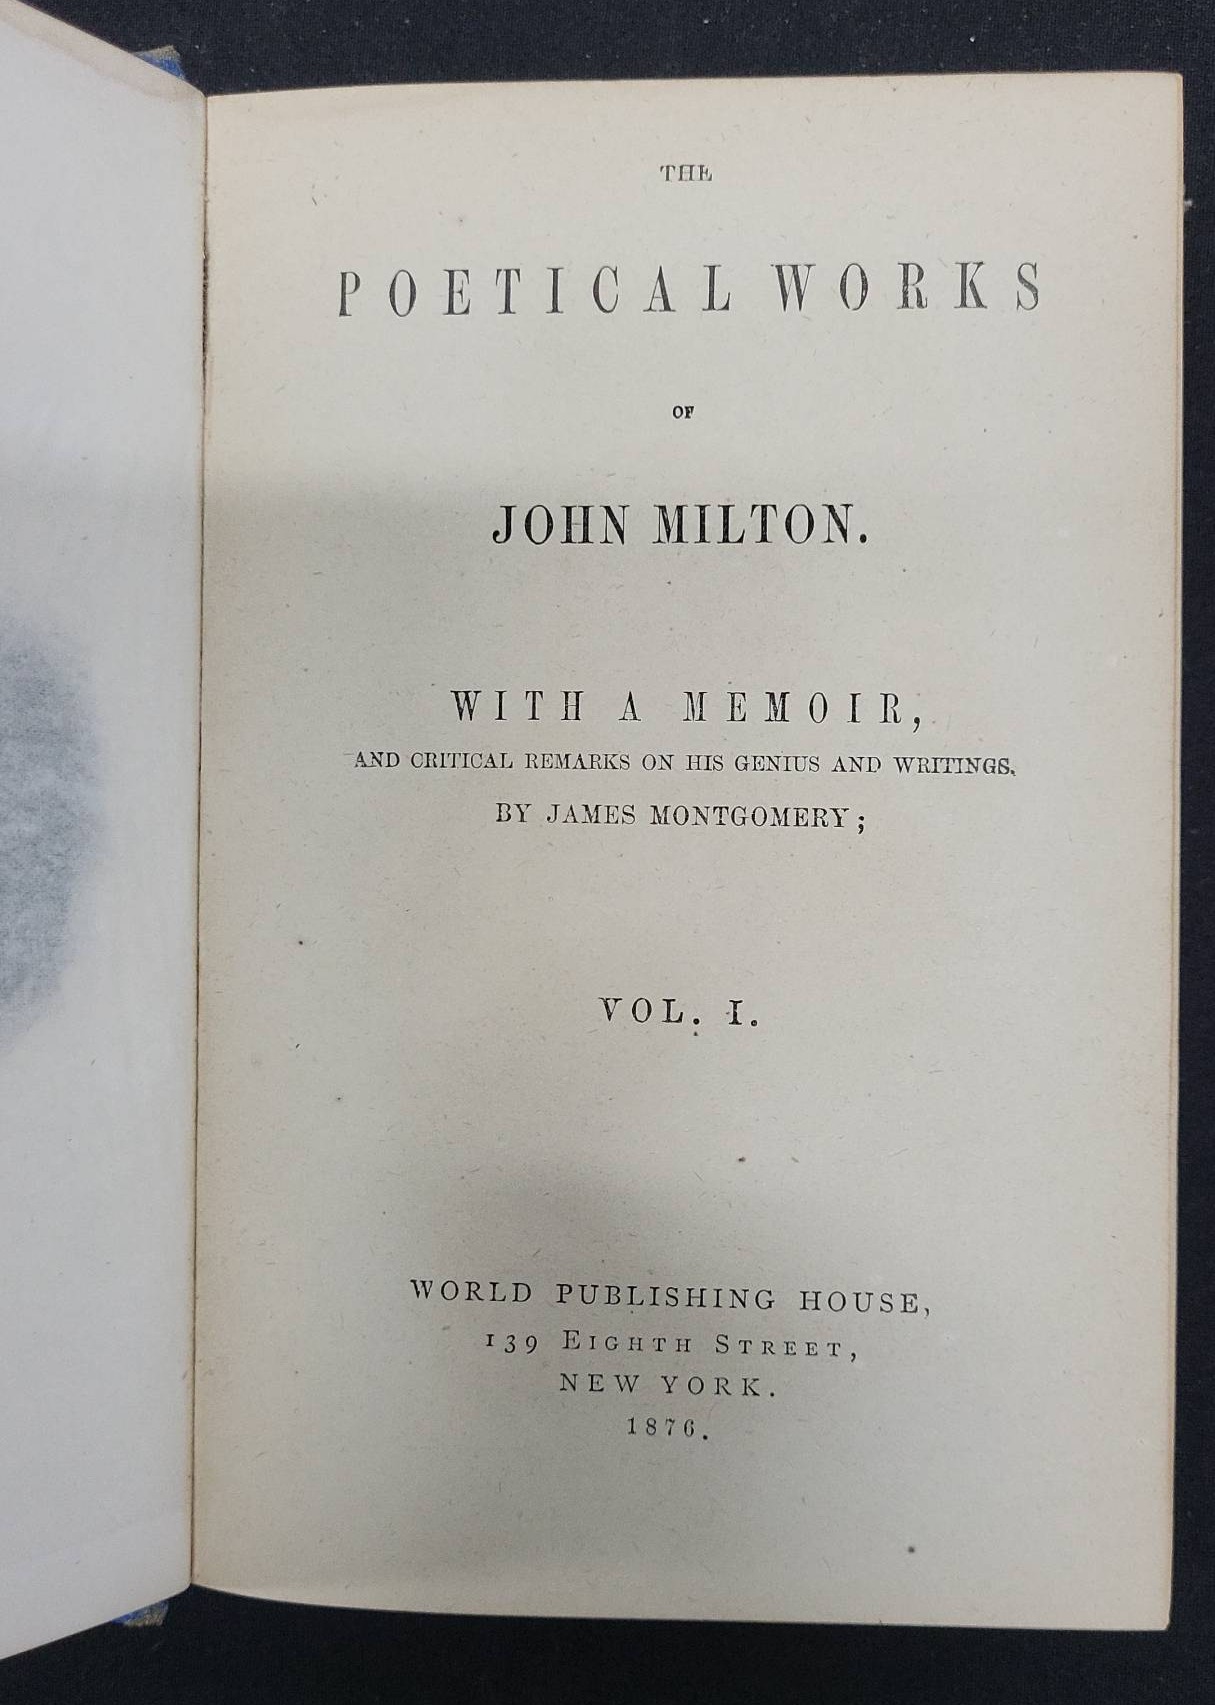 THE
POETICAL WORKS
OF
JOHN MILTON.
WITH A MEMOIR,
AND CRITICAL REMARKS ON HIS GENIUS AND WRITINGS,
BY JAMES MONTGOMERY;
VOL. I.
WORLD PUBLISHING HOUSE,
139 EIGHTH STREET,
NEW YORK.
1876.